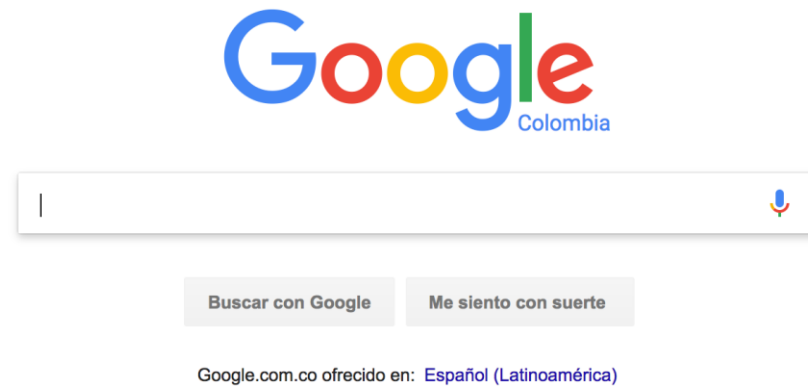 Google
Colombia
Buscar con Google
Me siento con suerte
Google.com.co ofrecido en: Español (Latinoamérica)